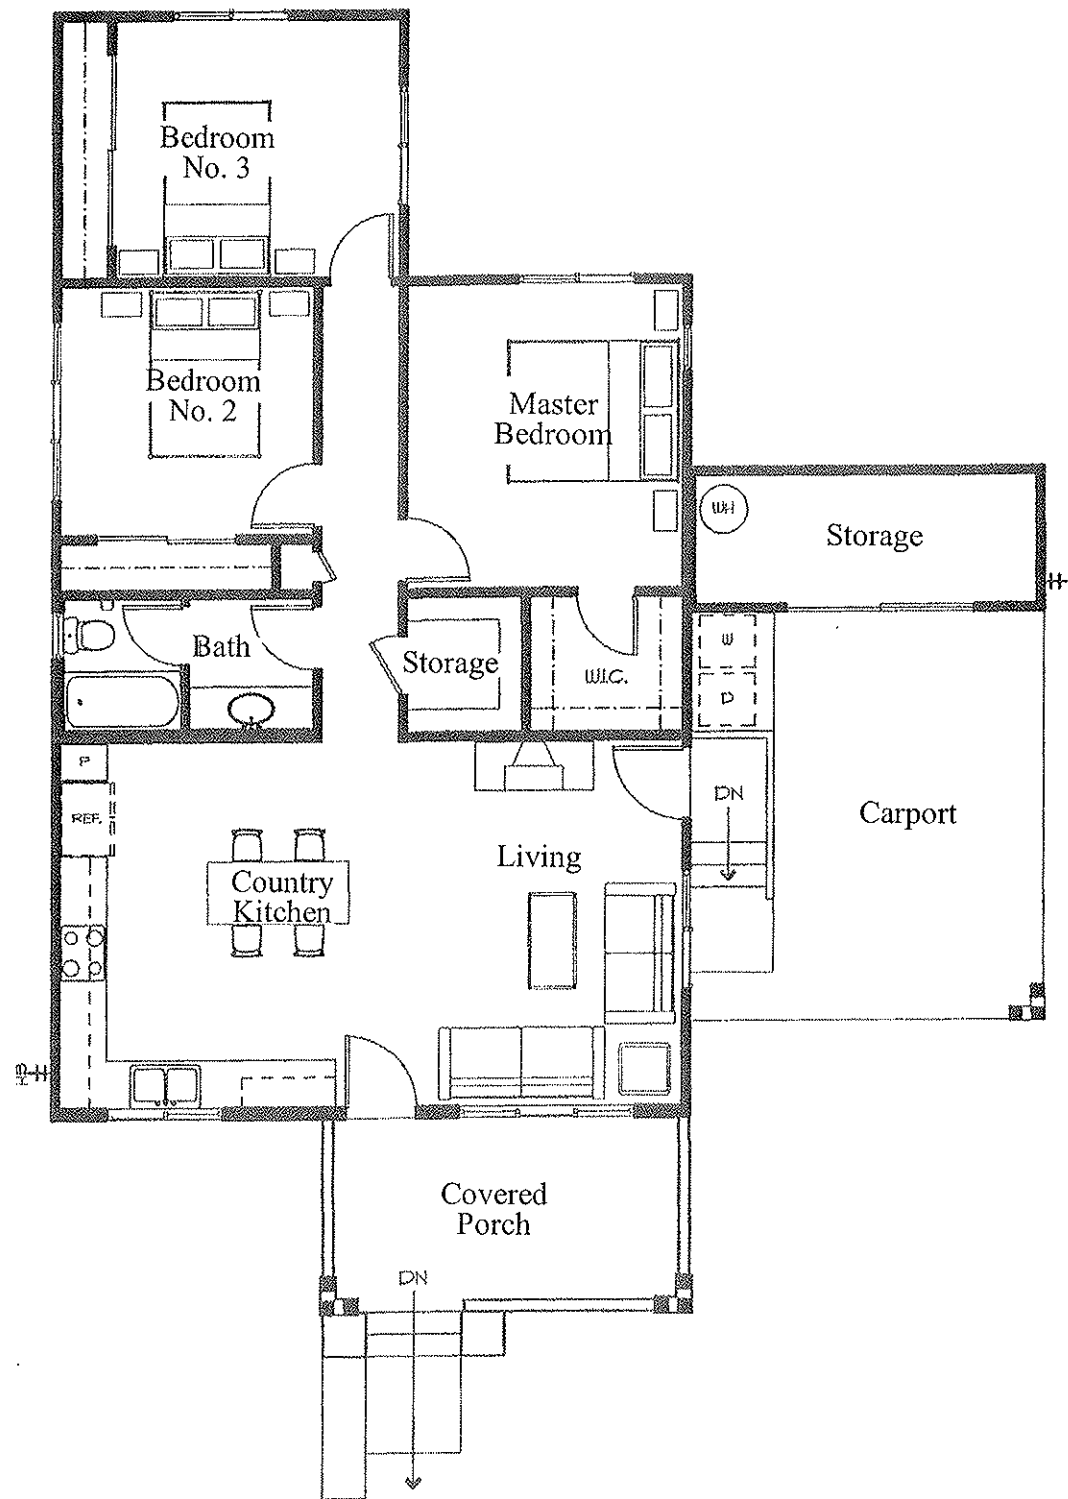 Bedroom
No. 3
Bedroom
No. 2
Master
Bedroom
WH
Storage
Bath
Storage
W.I.C.
W
D
P
REF.
DN
Carport
Living
Country
Kitchen
HB
Covered
Porch
DN